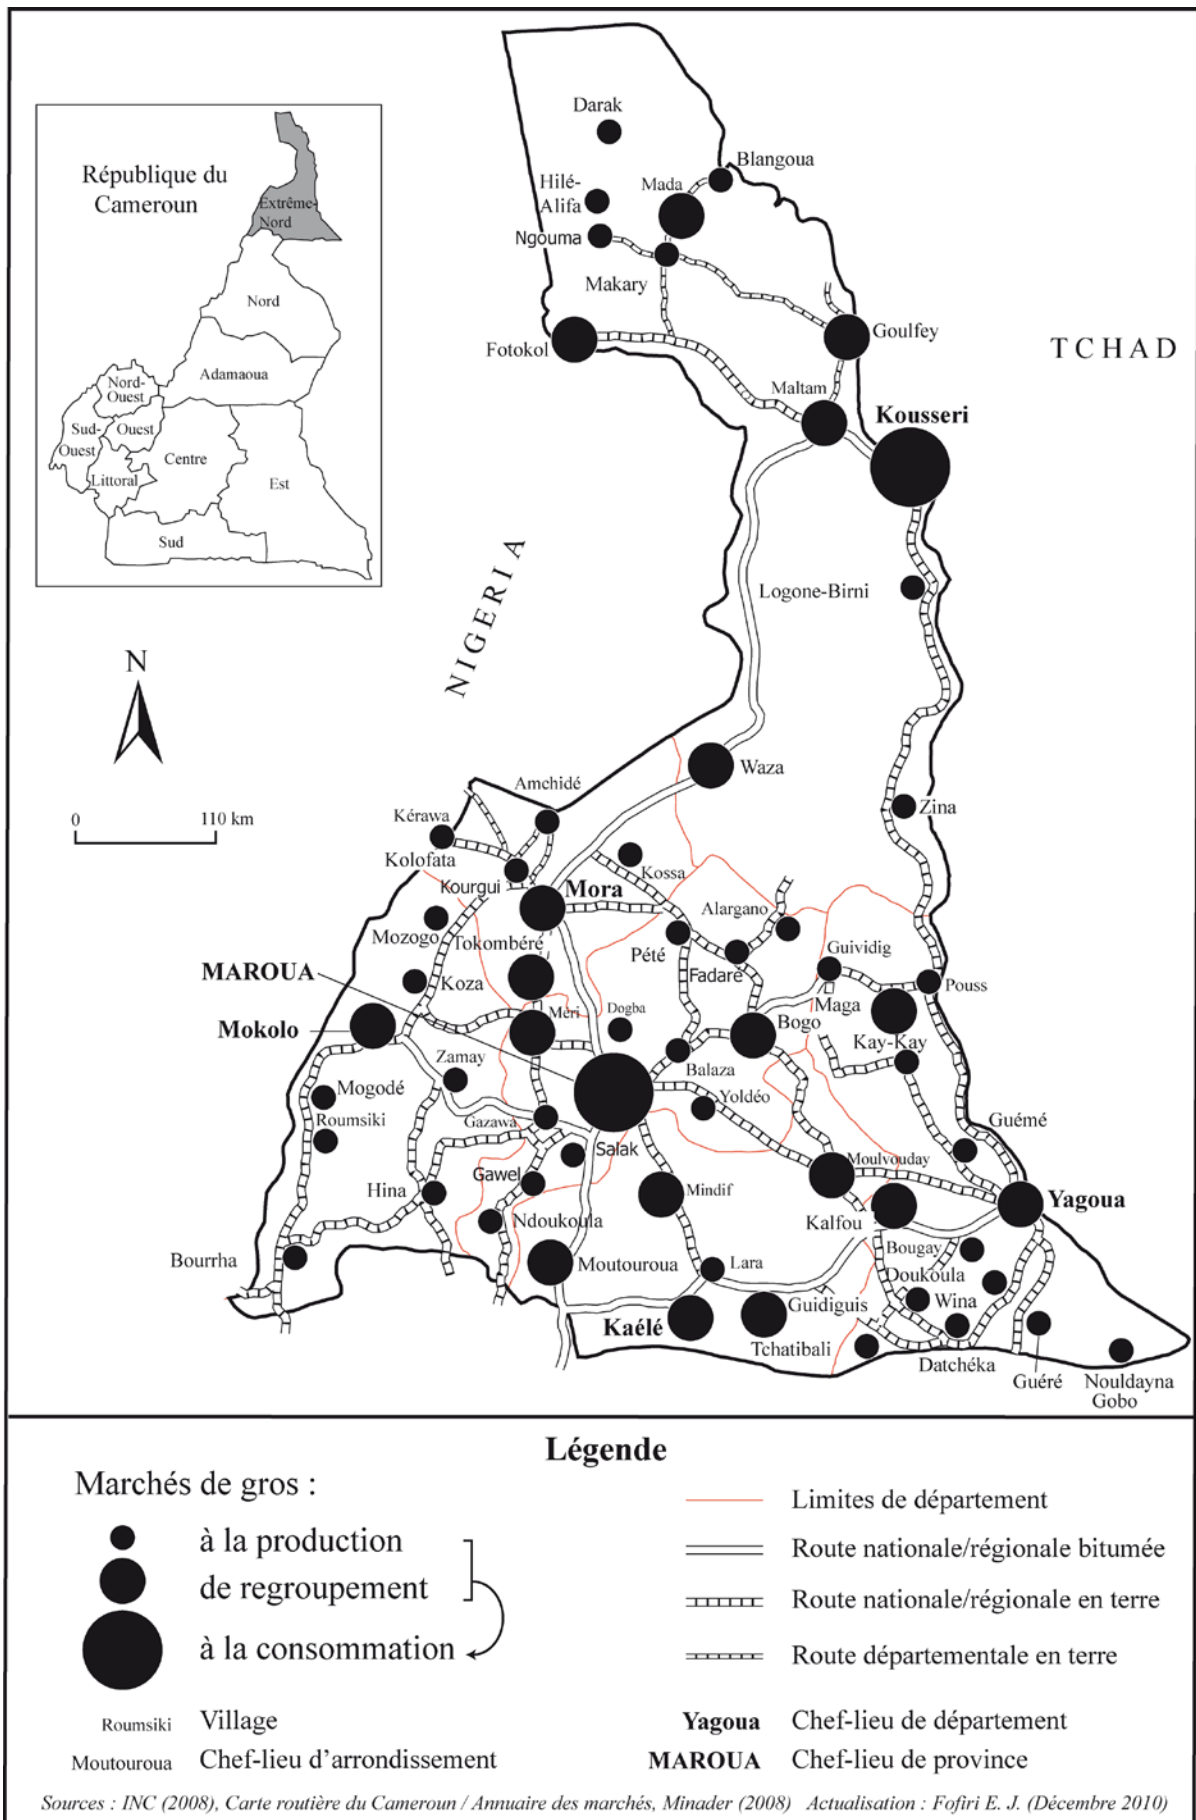 République du
Cameroun
Extrême-
Nord
Nord
Adamaoua
Nord-
Ouest
Sud-
Ouest
Ouest
Littoral
Centre
Est
Sud
Darak
Blangoua
Hilé-
Alifa
Mada
Ngouma
Makary
Fotokol
Goulfey
TCHAD
Maltam
Kousseri
NIGERIA
Logone-Birni
N
0 110 km
Waza
Zina
Amchidé
Kérawa
Kolofata
Kossa
Kourgui
Mora
Alargano
Mozogo
Tokombéré
Pété
Fadaré
Guividig
MAROUA
Koza
Maga
Pouss
Mokolo
Méri
Dogba
Bogo
Kay-Kay
Zamay
Balaza
Mogodé
Yoldéo
Roumsiki
Gazawa
Guémé
Salak
Moulvouday
Gawel
Hina
Mindif
Yagoua
Ndoukoula
Kalfou
Bourrha
Moutouroua
Lara
Bougay
Doukoula
Guidiguis
Wina
Kaélé
Tchatibali
Datchéka
Guéré
Nouldayna
Gobo
Légende
Marchés de gros :
à la production
de regroupement
à la consommation
Roumsiki Village
Moutouroua Chef-lieu d'arrondissement
Limites de département
Route nationale/régionale bitumée
Route nationale/régionale en terre
Route départementale en terre
Yagoua Chef-lieu de département
MAROUA Chef-lieu de province
Sources : INC (2008), Carte routière du Cameroun / Annuaire des marchés, Minader (2008) Actualisation : Fofiri E. J. (Décembre 2010)